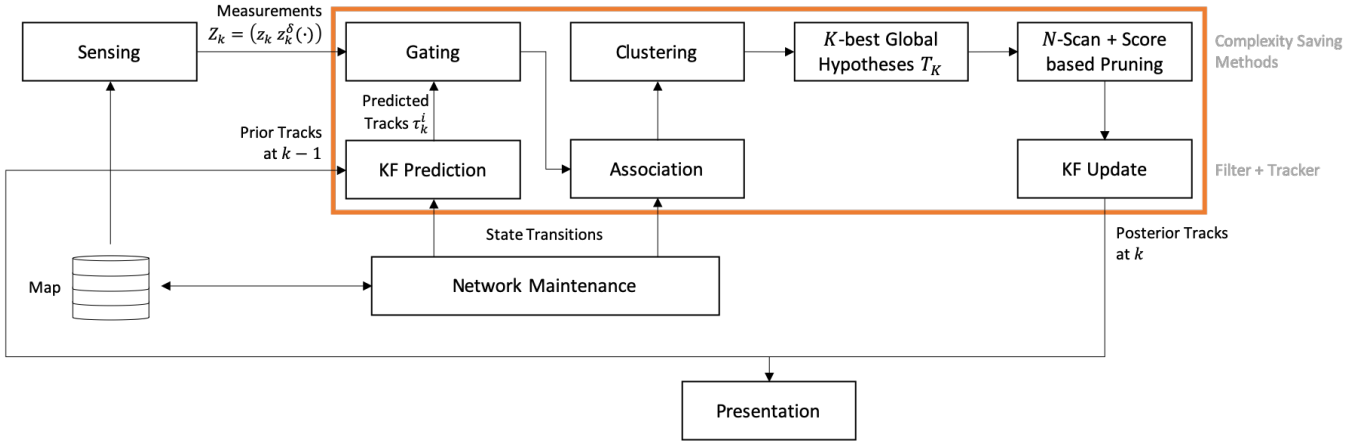 Measurements
Z_k = (z_k z_k^δ(·))
Sensing
Gating
Clustering
K-best Global
Hypotheses T_K
N-Scan + Score
based Pruning
Complexity Saving
Methods
Predicted
Tracks τ_k^i
Prior Tracks
at k − 1
KF Prediction
Association
KF Update
Filter + Tracker
State Transitions
Posterior Tracks
at k
Map
Network Maintenance
Presentation